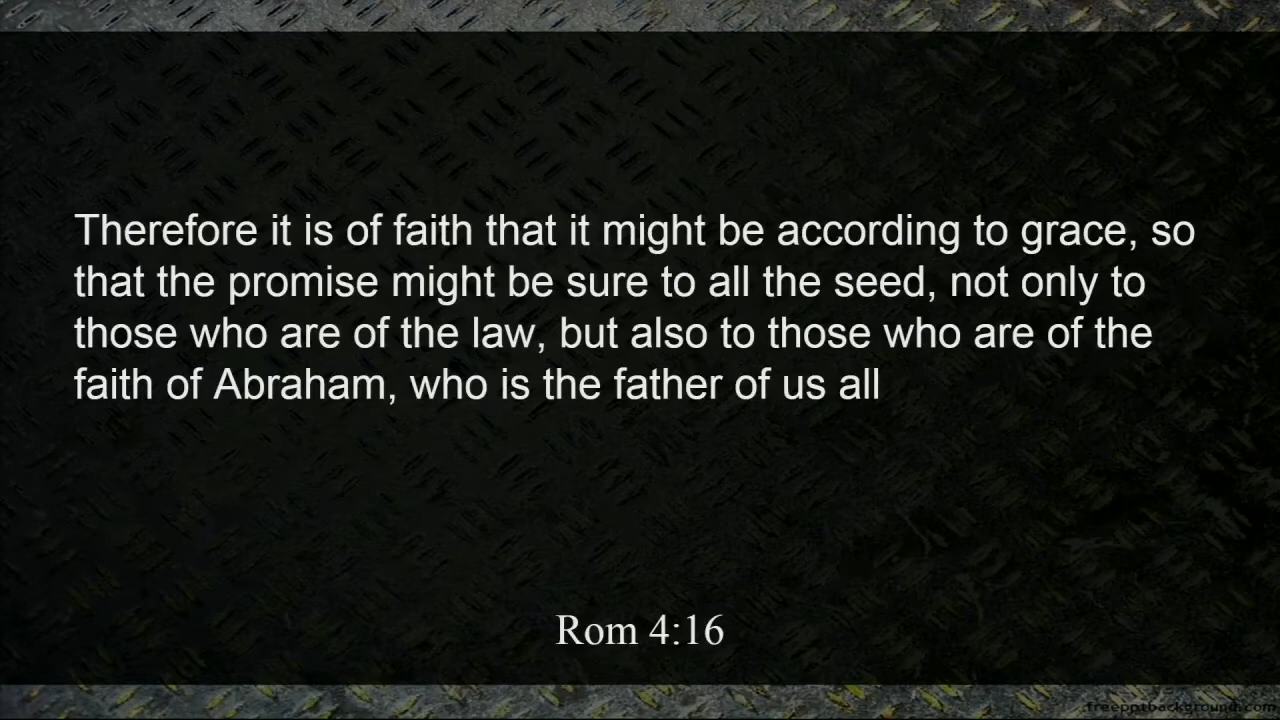 Therefore it is of faith that it might be according to grace, so
that the promise might be sure to all the seed, not only to
those who are of the law, but also to those who are of the
faith of Abraham, who is the father of us all
Rom 4:16
freepptbackground.com